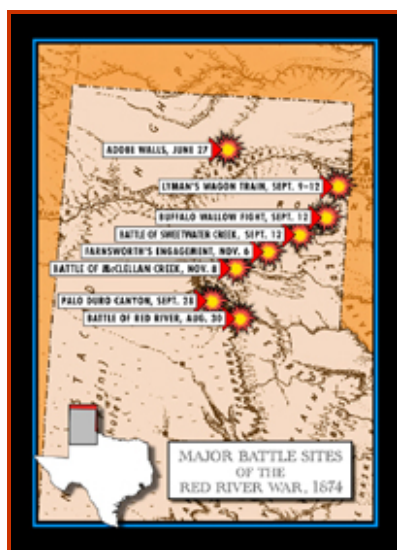 ADOBE WALLS, JUNE 27
LYMAN'S WAGON TRAIN, SEPT. 9–12
BUFFALO WALLOW FIGHT, SEPT. 12
BATTLE OF SWEETWATER CREEK, SEPT. 12
FARNSWORTH'S ENGAGEMENT, NOV. 6
BATTLE OF McCLELLAN CREEK, NOV. 8
PALO DURO CANYON, SEPT. 28
BATTLE OF RED RIVER, AUG. 30
MAJOR BATTLE SITES
OF THE
RED RIVER WAR, 1874